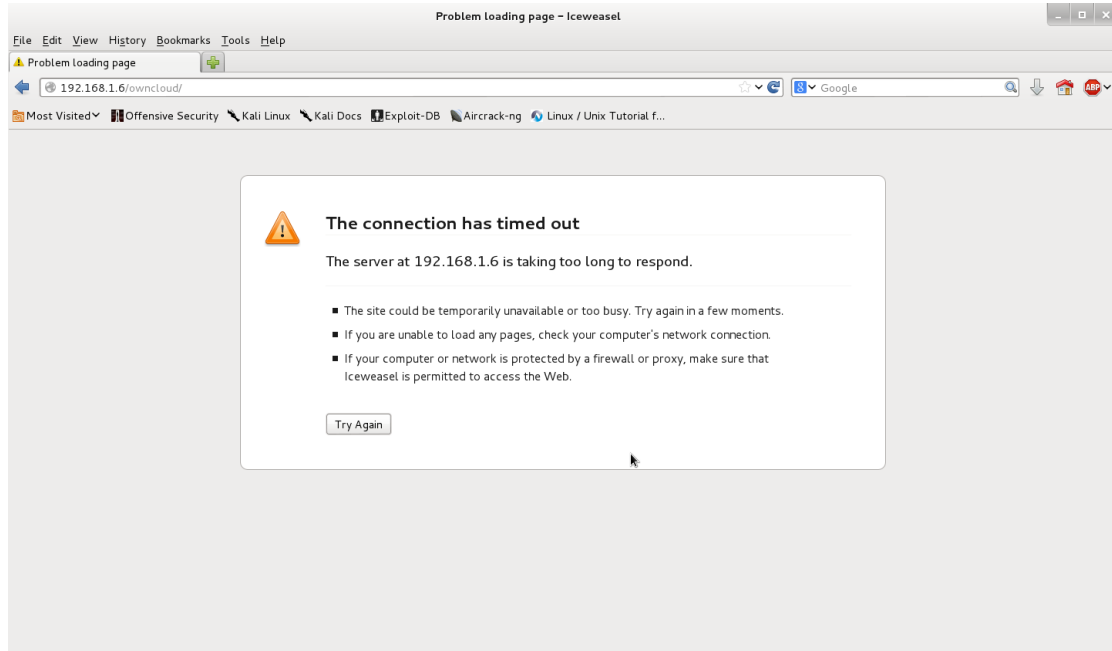 Problem loading page - Iceweasel
File Edit View History Bookmarks Tools Help
Problem loading page
192.168.1.6/owncloud/ Google ABP
Most Visited Offensive Security Kali Linux Kali Docs Exploit-DB Aircrack-ng Linux / Unix Tutorial f...
The connection has timed out
The server at 192.168.1.6 is taking too long to respond.
The site could be temporarily unavailable or too busy. Try again in a few moments.
If you are unable to load any pages, check your computer's network connection.
If your computer or network is protected by a firewall or proxy, make sure that
Iceweasel is permitted to access the Web.
Try Again